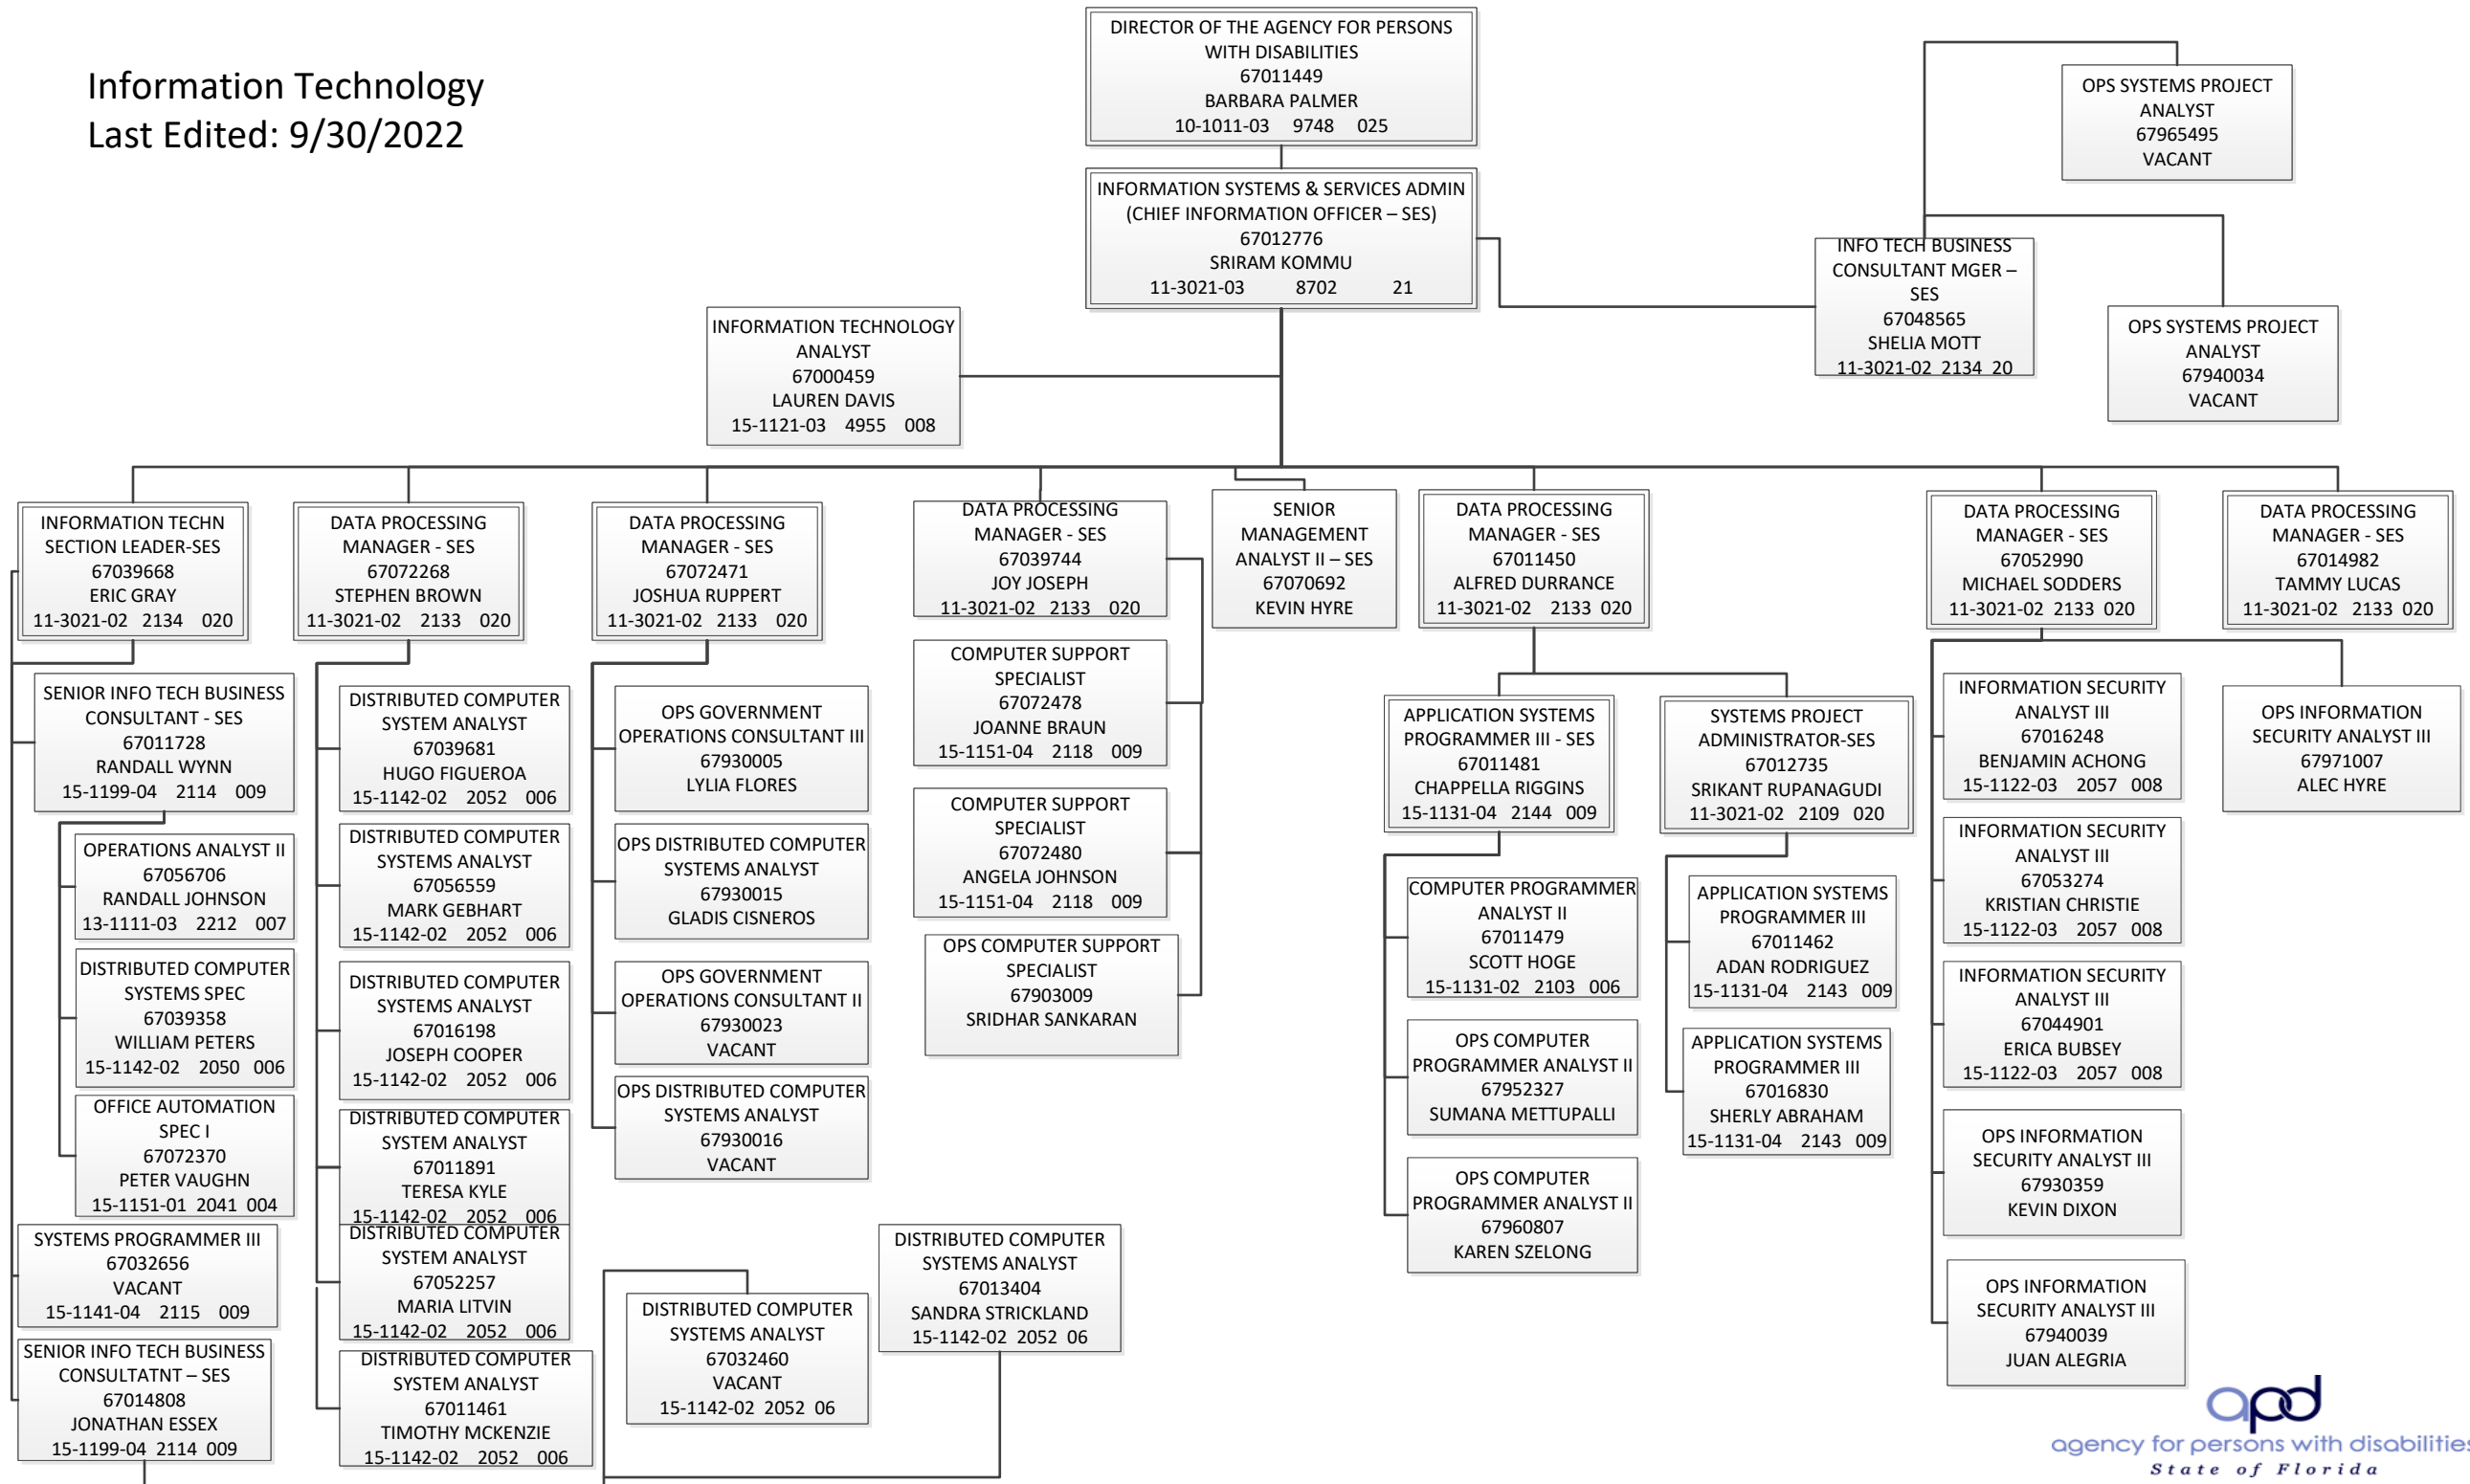 Information Technology
Last Edited: 9/30/2022
DIRECTOR OF THE AGENCY FOR PERSONS
WITH DISABILITIES
67011449
BARBARA PALMER
10-1011-03 9748 025
OPS SYSTEMS PROJECT
ANALYST
67965495
VACANT
INFORMATION SYSTEMS & SERVICES ADMIN
(CHIEF INFORMATION OFFICER – SES)
67012776
SRIRAM KOMMU
11-3021-03 8702 21
INFO TECH BUSINESS
CONSULTANT MGER –
SES
67048565
SHELIA MOTT
11-3021-02 2134 20
OPS SYSTEMS PROJECT
ANALYST
67940034
VACANT
INFORMATION TECHNOLOGY
ANALYST
67000459
LAUREN DAVIS
15-1121-03 4955 008
INFORMATION TECHN
SECTION LEADER-SES
67039668
ERIC GRAY
11-3021-02 2134 020
DATA PROCESSING
MANAGER - SES
67072268
STEPHEN BROWN
11-3021-02 2133 020
DATA PROCESSING
MANAGER - SES
67072471
JOSHUA RUPPERT
11-3021-02 2133 020
DATA PROCESSING
MANAGER - SES
67039744
JOY JOSEPH
11-3021-02 2133 020
SENIOR
MANAGEMENT
ANALYST II – SES
67070692
KEVIN HYRE
DATA PROCESSING
MANAGER - SES
67011450
ALFRED DURRANCE
11-3021-02 2133 020
DATA PROCESSING
MANAGER - SES
67052990
MICHAEL SODDERS
11-3021-02 2133 020
DATA PROCESSING
MANAGER - SES
67014982
TAMMY LUCAS
11-3021-02 2133 020
SENIOR INFO TECH BUSINESS
CONSULTANT - SES
67011728
RANDALL WYNN
15-1199-04 2114 009
OPERATIONS ANALYST II
67056706
RANDALL JOHNSON
13-1111-03 2212 007
DISTRIBUTED COMPUTER
SYSTEMS SPEC
67039358
WILLIAM PETERS
15-1142-02 2050 006
OFFICE AUTOMATION
SPEC I
67072370
PETER VAUGHN
15-1151-01 2041 004
SYSTEMS PROGRAMMER III
67032656
VACANT
15-1141-04 2115 009
SENIOR INFO TECH BUSINESS
CONSULTATNT – SES
67014808
JONATHAN ESSEX
15-1199-04 2114 009
DISTRIBUTED COMPUTER
SYSTEM ANALYST
67039681
HUGO FIGUEROA
15-1142-02 2052 006
DISTRIBUTED COMPUTER
SYSTEMS ANALYST
67056559
MARK GEBHART
15-1142-02 2052 006
DISTRIBUTED COMPUTER
SYSTEMS ANALYST
67016198
JOSEPH COOPER
15-1142-02 2052 006
DISTRIBUTED COMPUTER
SYSTEM ANALYST
67011891
TERESA KYLE
15-1142-02 2052 006
DISTRIBUTED COMPUTER
SYSTEM ANALYST
67052257
MARIA LITVIN
15-1142-02 2052 006
DISTRIBUTED COMPUTER
SYSTEM ANALYST
67011461
TIMOTHY MCKENZIE
15-1142-02 2052 006
OPS GOVERNMENT
OPERATIONS CONSULTANT III
67930005
LYLIA FLORES
OPS DISTRIBUTED COMPUTER
SYSTEMS ANALYST
67930015
GLADIS CISNEROS
OPS GOVERNMENT
OPERATIONS CONSULTANT II
67930023
VACANT
OPS DISTRIBUTED COMPUTER
SYSTEMS ANALYST
67930016
VACANT
DISTRIBUTED COMPUTER
SYSTEMS ANALYST
67032460
VACANT
15-1142-02 2052 06
DISTRIBUTED COMPUTER
SYSTEMS ANALYST
67013404
SANDRA STRICKLAND
15-1142-02 2052 06
COMPUTER SUPPORT
SPECIALIST
67072478
JOANNE BRAUN
15-1151-04 2118 009
COMPUTER SUPPORT
SPECIALIST
67072480
ANGELA JOHNSON
15-1151-04 2118 009
OPS COMPUTER SUPPORT
SPECIALIST
67903009
SRIDHAR SANKARAN
APPLICATION SYSTEMS
PROGRAMMER III - SES
67011481
CHAPPELLA RIGGINS
15-1131-04 2144 009
COMPUTER PROGRAMMER
ANALYST II
67011479
SCOTT HOGE
15-1131-02 2103 006
OPS COMPUTER
PROGRAMMER ANALYST II
67952327
SUMANA METTUPALLI
OPS COMPUTER
PROGRAMMER ANALYST II
67960807
KAREN SZELONG
SYSTEMS PROJECT
ADMINISTRATOR-SES
67012735
SRIKANT RUPANAGUDI
11-3021-02 2109 020
APPLICATION SYSTEMS
PROGRAMMER III
67011462
ADAN RODRIGUEZ
15-1131-04 2143 009
APPLICATION SYSTEMS
PROGRAMMER III
67016830
SHERLY ABRAHAM
15-1131-04 2143 009
INFORMATION SECURITY
ANALYST III
67016248
BENJAMIN ACHONG
15-1122-03 2057 008
INFORMATION SECURITY
ANALYST III
67053274
KRISTIAN CHRISTIE
15-1122-03 2057 008
INFORMATION SECURITY
ANALYST III
67044901
ERICA BUBSEY
15-1122-03 2057 008
OPS INFORMATION
SECURITY ANALYST III
67930359
KEVIN DIXON
OPS INFORMATION
SECURITY ANALYST III
67940039
JUAN ALEGRIA
OPS INFORMATION
SECURITY ANALYST III
67971007
ALEC HYRE
apd
agency for persons with disabilities
State of Florida